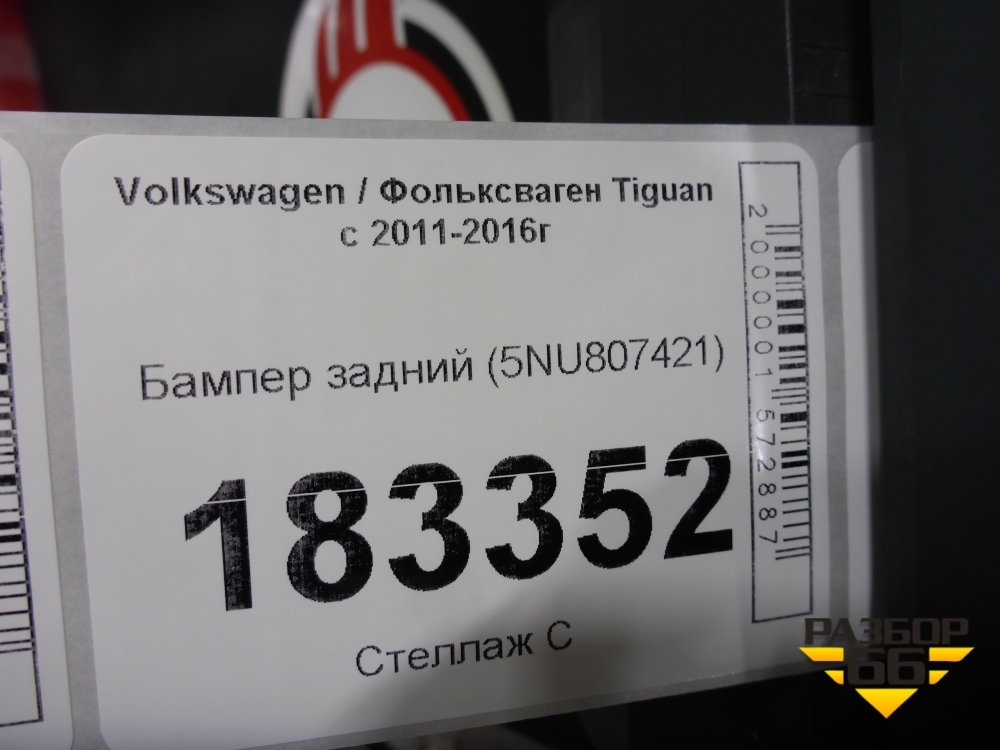 Volkswagen / Фольксваген Tiguan
с 2011-2016г
Бампер задний (5NU807421)
183352
Стеллаж С
2000001572887
РАЗБОР
66